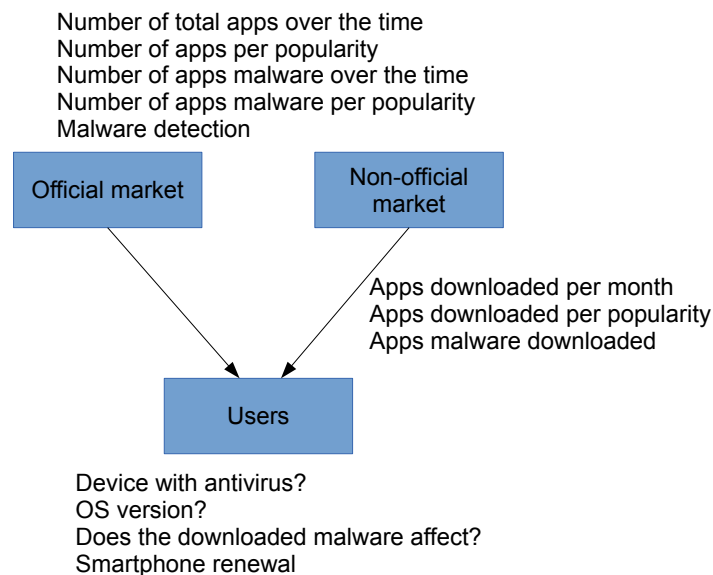 Number of total apps over the time
Number of apps per popularity
Number of apps malware over the time
Number of apps malware per popularity
Malware detection
Official market
Non-official
market
Apps downloaded per month
Apps downloaded per popularity
Apps malware downloaded
Users
Device with antivirus?
OS version?
Does the downloaded malware affect?
Smartphone renewal